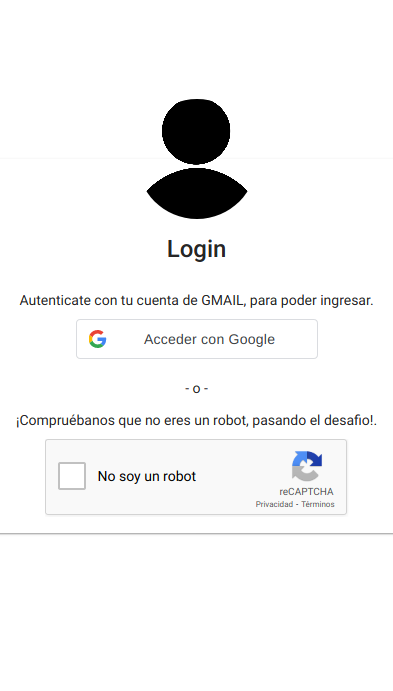 Login
Autenticate con tu cuenta de GMAIL, para poder ingresar.
Acceder con Google
- o -
¡Compruébanos que no eres un robot, pasando el desafio!.
No soy un robot
reCAPTCHA
Privacidad - Términos